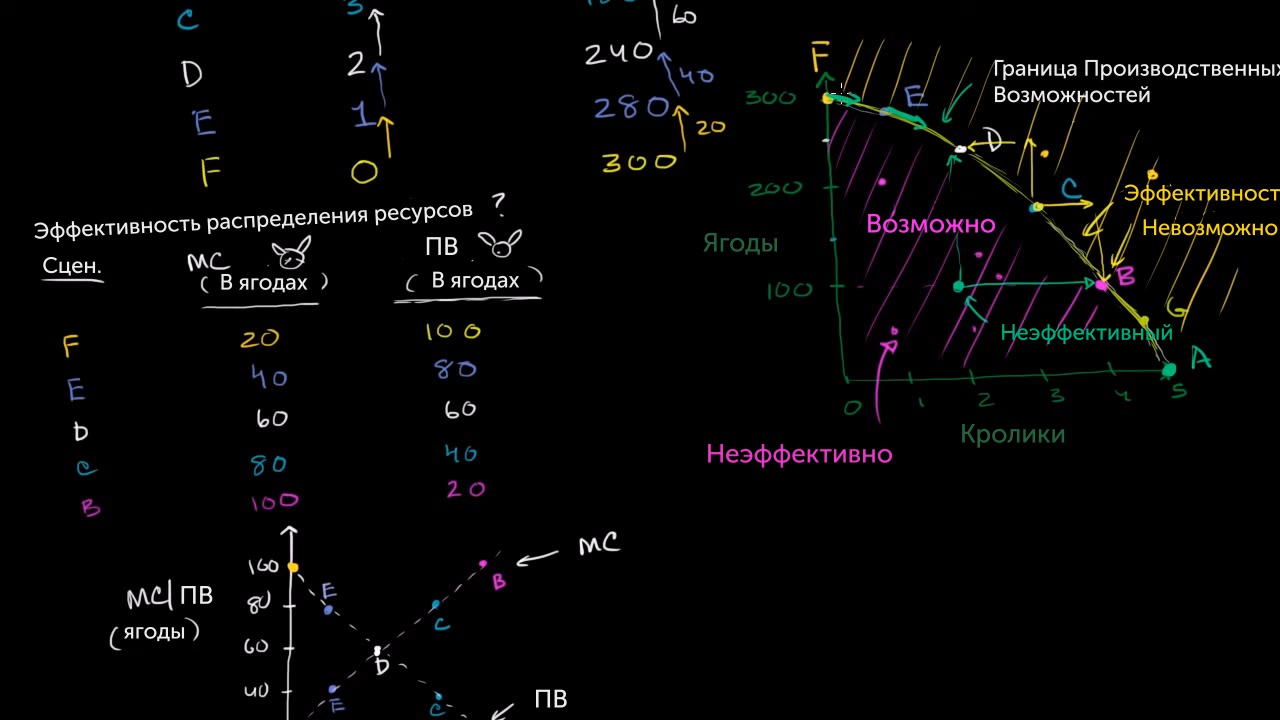 C 3
60
D 2 240
40
E 1 280
20
F 0 300
Эффективность распределения ресурсов ?
Сцен. MC ПВ
( В ягодах ) ( В ягодах )
F 20 100
E 40 80
D 60 60
C 80 40
B 100 20
MC/ПВ
(ягоды)
100
80
60
40
E
D
C
B
E
C
MC
ПВ
F
Граница Производственных
Возможностей
300
200
100
Ягоды
E
D
C
B
G
A
Возможно
Эффективност
Невозможно
Неэффективный
0 1 2 3 4 5
Кролики
Неэффективно